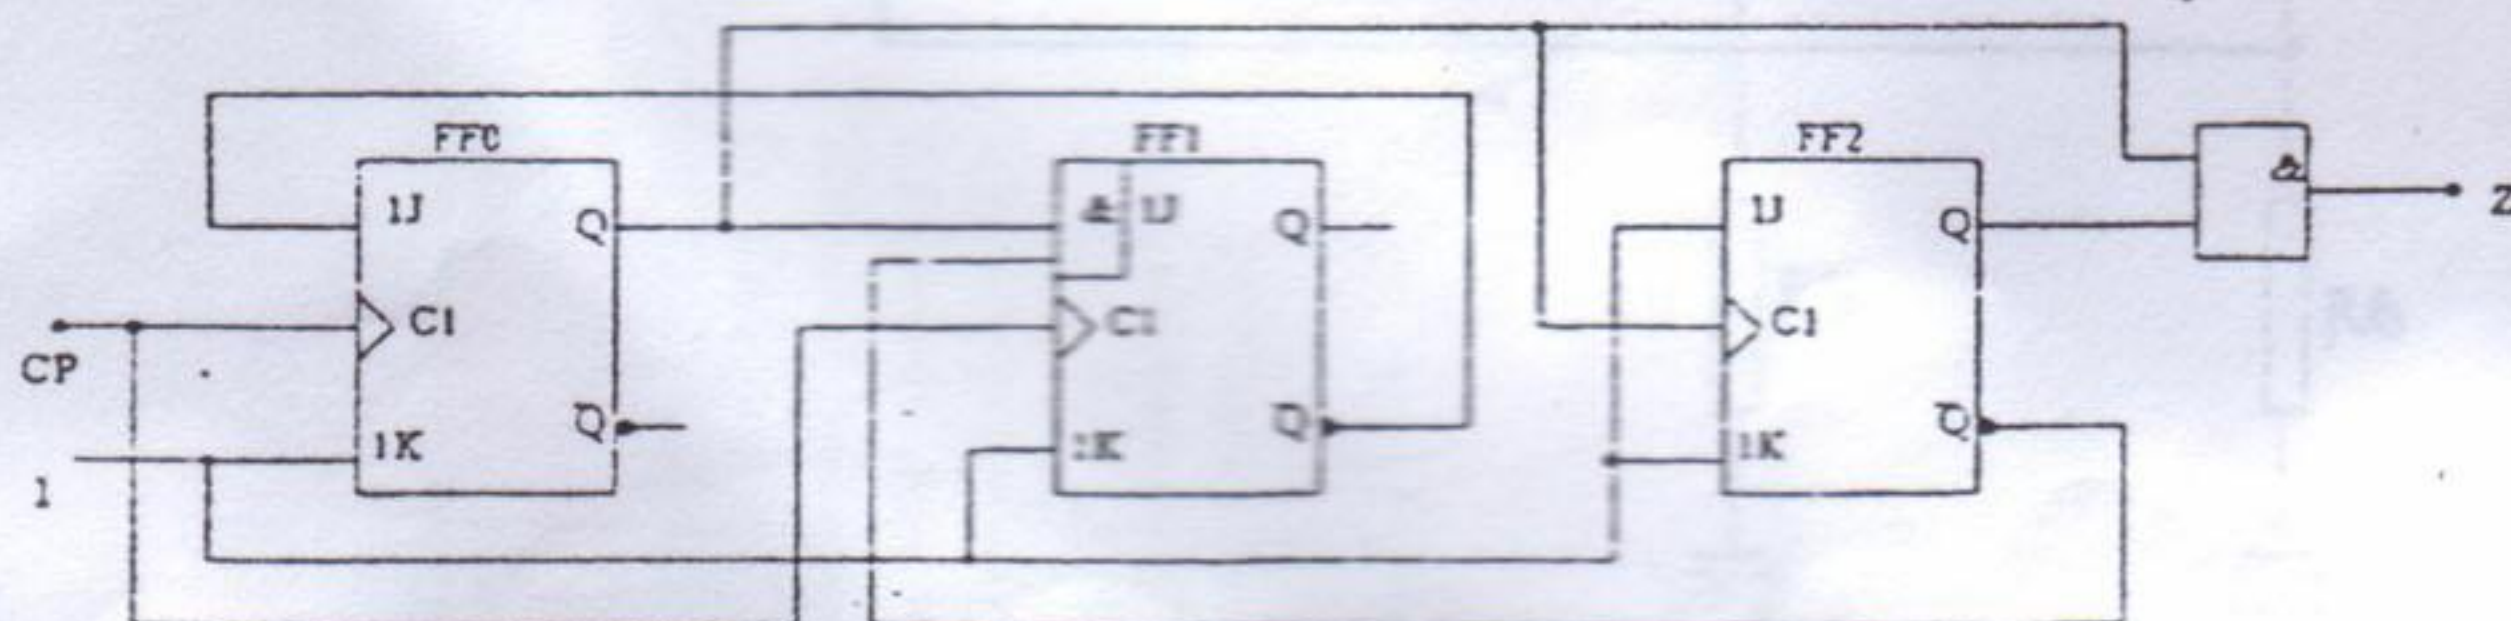 FF0 FF1 FF2
1J Q & 1J Q 1J Q & Z
CP C1 C1 C1
1 1K Q̅ 1K Q̅ 1K Q̅